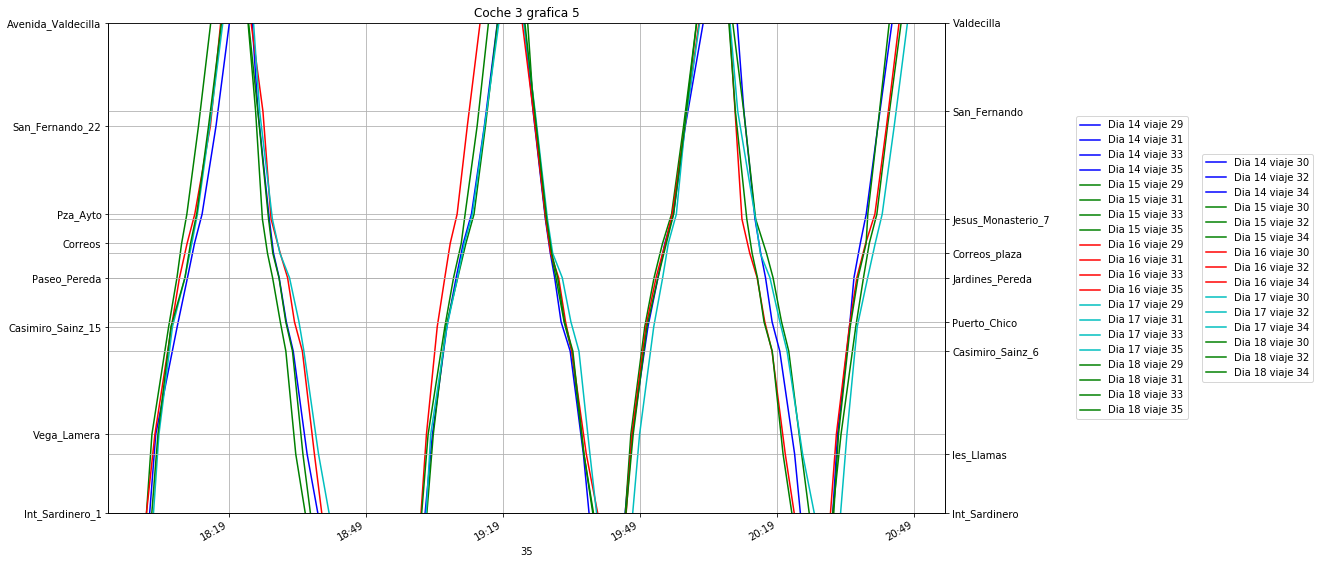 Coche 3 grafica 5
Avenida_Valdecilla
San_Fernando_22
Pza_Ayto
Correos
Paseo_Pereda
Casimiro_Sainz_15
Vega_Lamera
Int_Sardinero_1
Valdecilla
San_Fernando
Jesus_Monasterio_7
Correos_plaza
Jardines_Pereda
Puerto_Chico
Casimiro_Sainz_6
Ies_Llamas
Int_Sardinero
18:19
18:49
19:19
19:49
20:19
20:49
35
Dia 14 viaje 29
Dia 14 viaje 31
Dia 14 viaje 33
Dia 14 viaje 35
Dia 15 viaje 29
Dia 15 viaje 31
Dia 15 viaje 33
Dia 15 viaje 35
Dia 16 viaje 29
Dia 16 viaje 31
Dia 16 viaje 33
Dia 16 viaje 35
Dia 17 viaje 29
Dia 17 viaje 31
Dia 17 viaje 33
Dia 17 viaje 35
Dia 18 viaje 29
Dia 18 viaje 31
Dia 18 viaje 33
Dia 18 viaje 35
Dia 14 viaje 30
Dia 14 viaje 32
Dia 14 viaje 34
Dia 15 viaje 30
Dia 15 viaje 32
Dia 15 viaje 34
Dia 16 viaje 30
Dia 16 viaje 32
Dia 16 viaje 34
Dia 17 viaje 30
Dia 17 viaje 32
Dia 17 viaje 34
Dia 18 viaje 30
Dia 18 viaje 32
Dia 18 viaje 34